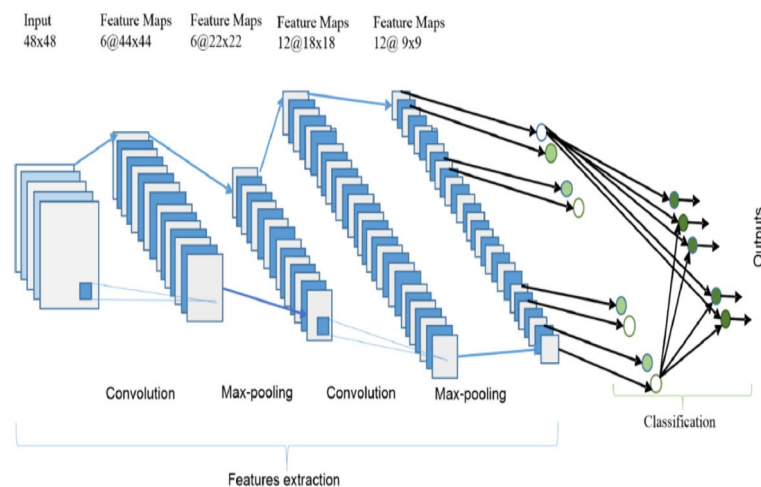 Input
48x48
Feature Maps
6@44x44
Feature Maps
6@22x22
Feature Maps
12@18x18
Feature Maps
12@ 9x9
Outputs
Convolution
Max-pooling
Convolution
Max-pooling
Classification
Features extraction